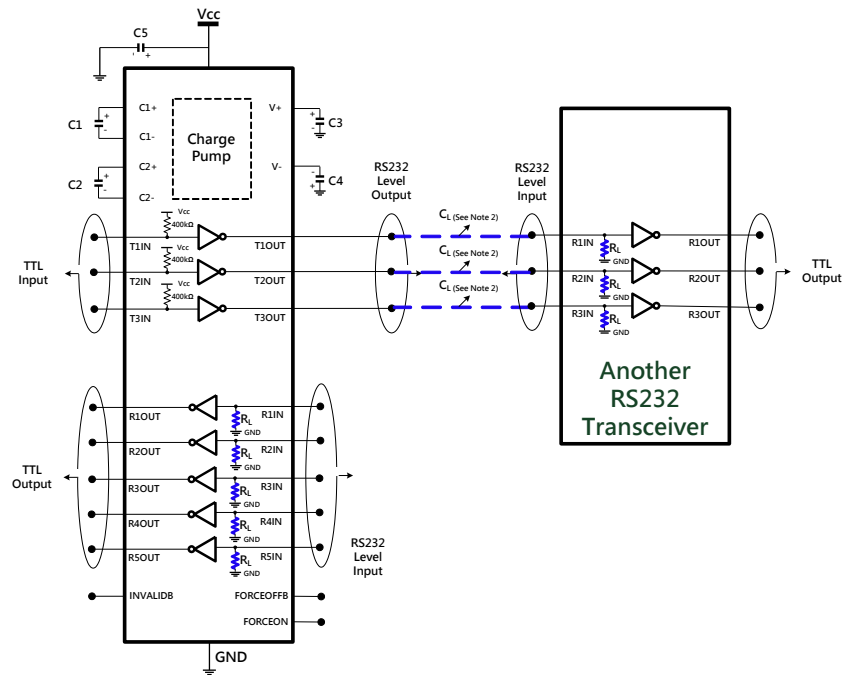 Vcc
C5
- +
C1+
C1-
C2+
C2-
+
-
C1
+
-
C2
Charge
Pump
V+
V-
+
-
C3
-
+
C4
RS232
Level
Output
RS232
Level
Input
CL (See Note 2)
CL (See Note 2)
CL (See Note 2)
TTL
Input
Vcc
400kΩ
T1IN
T1OUT
Vcc
400kΩ
T2IN
T2OUT
Vcc
400kΩ
T3IN
T3OUT
R1IN
RL
GND
R1OUT
R2IN
RL
GND
R2OUT
R3IN
RL
GND
R3OUT
TTL
Output
Another
RS232
Transceiver
TTL
Output
R1OUT
R1IN
RL
GND
R2OUT
R2IN
RL
GND
R3OUT
R3IN
RL
GND
R4OUT
R4IN
RL
GND
R5OUT
R5IN
RL
GND
RS232
Level
Input
INVALIDB
FORCEOFFB
FORCEON
GND